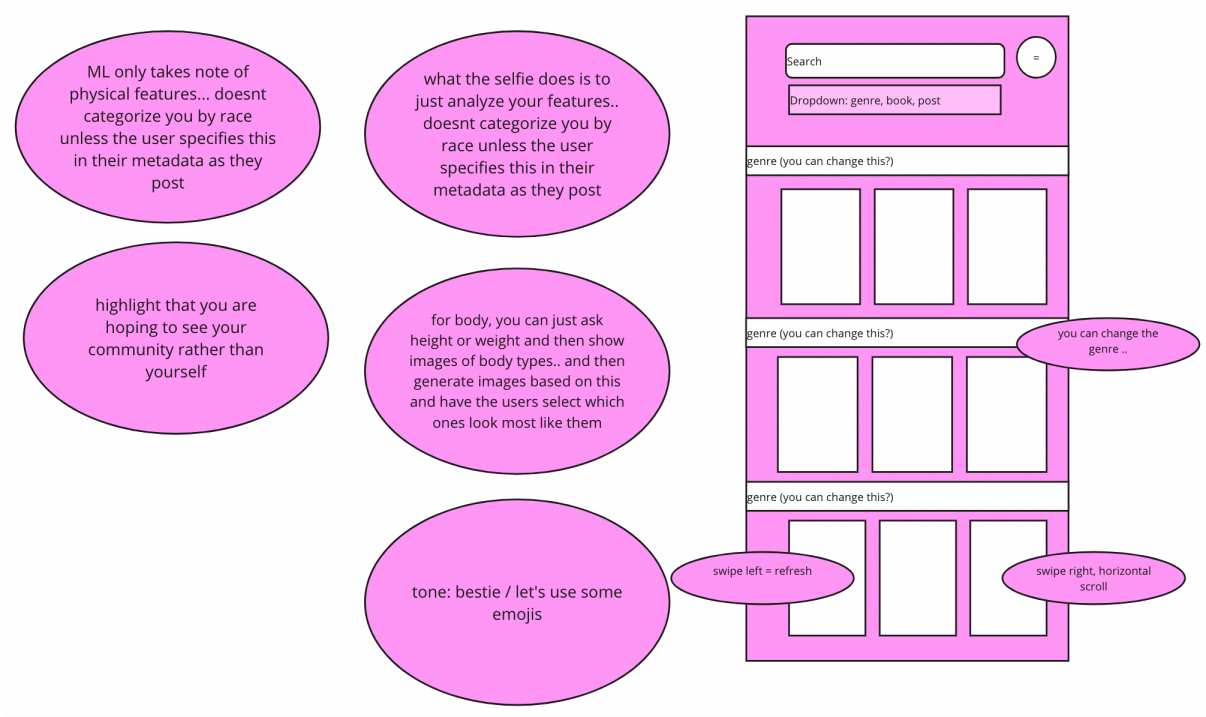 ML only takes note of
physical features... doesnt
categorize you by race
unless the user specifies this
in their metadata as they
post
highlight that you are
hoping to see your
community rather than
yourself
what the selfie does is to
just analyze your features..
doesnt categorize you by
race unless the user
specifies this in their
metadata as they post
for body, you can just ask
height or weight and then show
images of body types.. and then
generate images based on this
and have the users select which
ones look most like them
tone: bestie / let's use some
emojis
Search
=
Dropdown: genre, book, post
genre (you can change this?)
genre (you can change this?)
you can change the
genre ..
genre (you can change this?)
swipe left = refresh
swipe right, horizontal
scroll